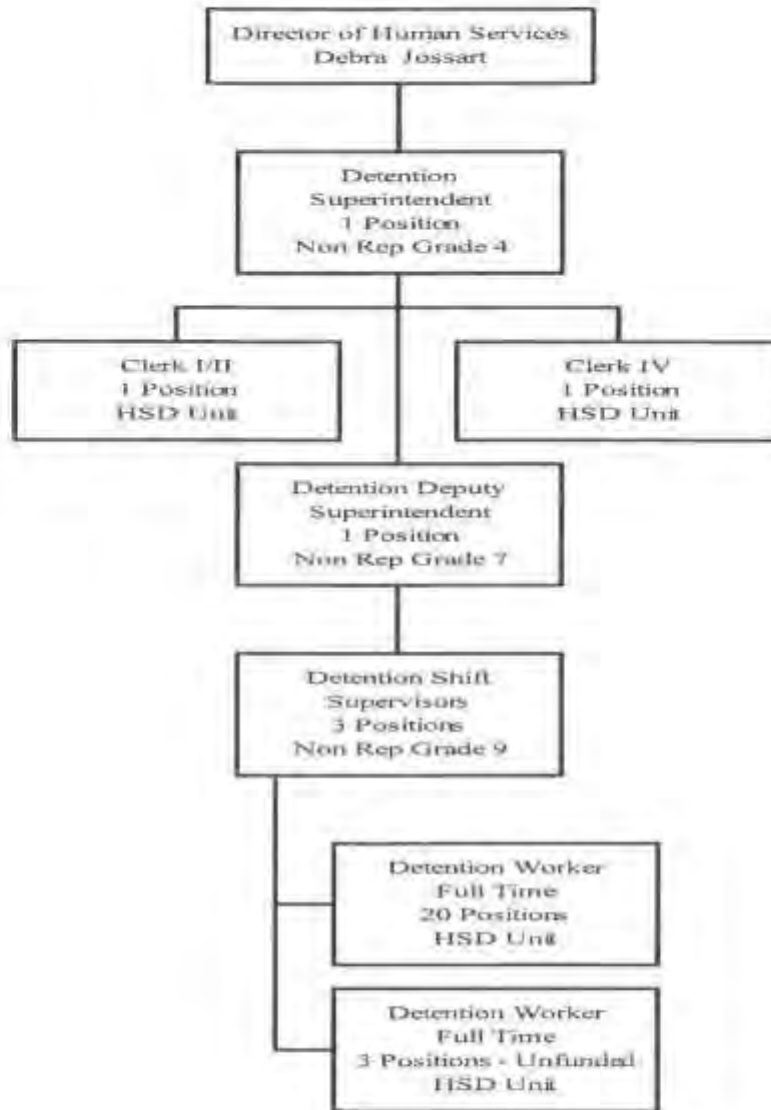 Director of Human Services
Debra Jossart
Detention
Superintendent
1 Position
Non Rep Grade 4
Clerk I/II
1 Position
HSD Unit
Clerk IV
1 Position
HSD Unit
Detention Deputy
Superintendent
1 Position
Non Rep Grade 7
Detention Shift
Supervisors
3 Positions
Non Rep Grade 9
Detention Worker
Full Time
20 Positions
HSD Unit
Detention Worker
Full Time
3 Positions - Unfunded
HSD Unit